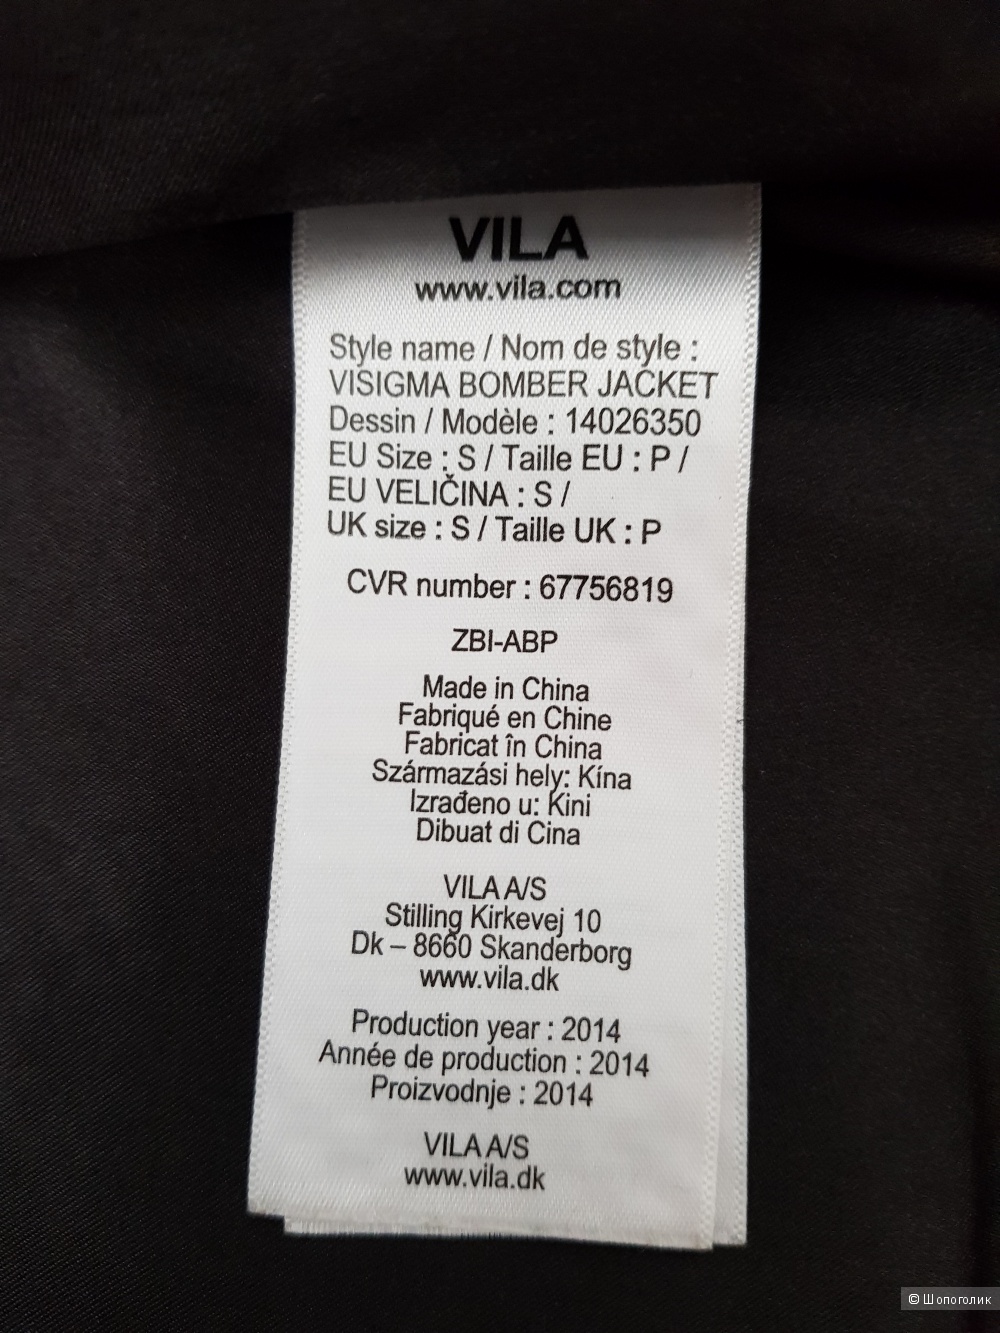 VILA
www.vila.com
Style name / Nom de style :
VISIGMA BOMBER JACKET
Dessin / Modèle : 14026350
EU Size : S / Taille EU : P /
EU VELIČINA : S /
UK size : S / Taille UK : P
CVR number : 67756819
ZBI-ABP
Made in China
Fabriqué en Chine
Fabricat în China
Származási hely: Kína
Izrađeno u: Kini
Dibuat di Cina
VILA A/S
Stilling Kirkevej 10
Dk – 8660 Skanderborg
www.vila.dk
Production year : 2014
Année de production : 2014
Proizvodnje : 2014
VILA A/S
www.vila.dk
© Шопоголик